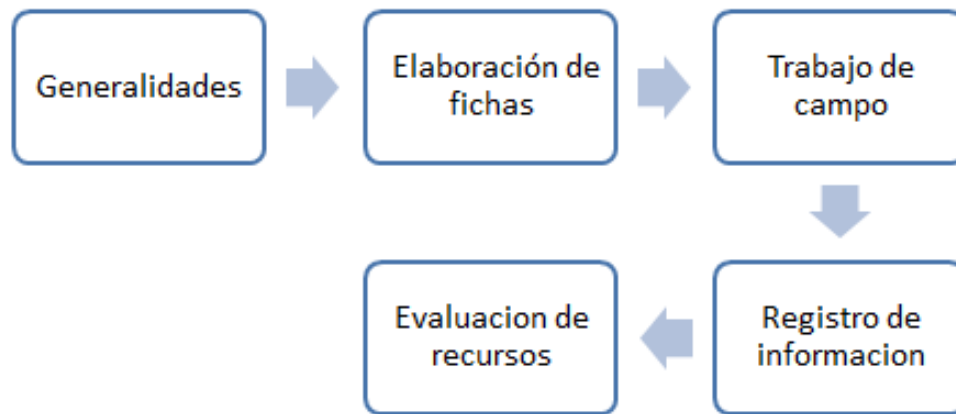 Generalidades
Elaboración de
fichas
Trabajo de
campo
Registro de
informacion
Evaluacion de
recursos